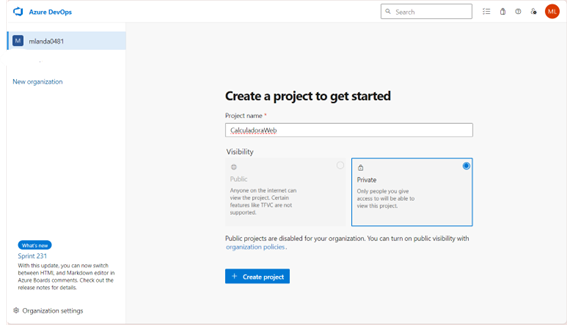 Azure DevOps
Search
ML
M
mlanda0481
New organization
Create a project to get started
Project name *
CalculadoraWeb
Visibility
Public
Anyone on the internet can
view the project. Certain
features like TFVC are not
supported.
Private
Only people you give
access to will be able to
view this project.
Public projects are disabled for your organization. You can turn on public visibility with
organization policies.
+ Create project
What's new
Sprint 231
With this update, you can now switch
between HTML and Markdown editor in
Azure Boards comments. Check out the
release notes for details.
Organization settings